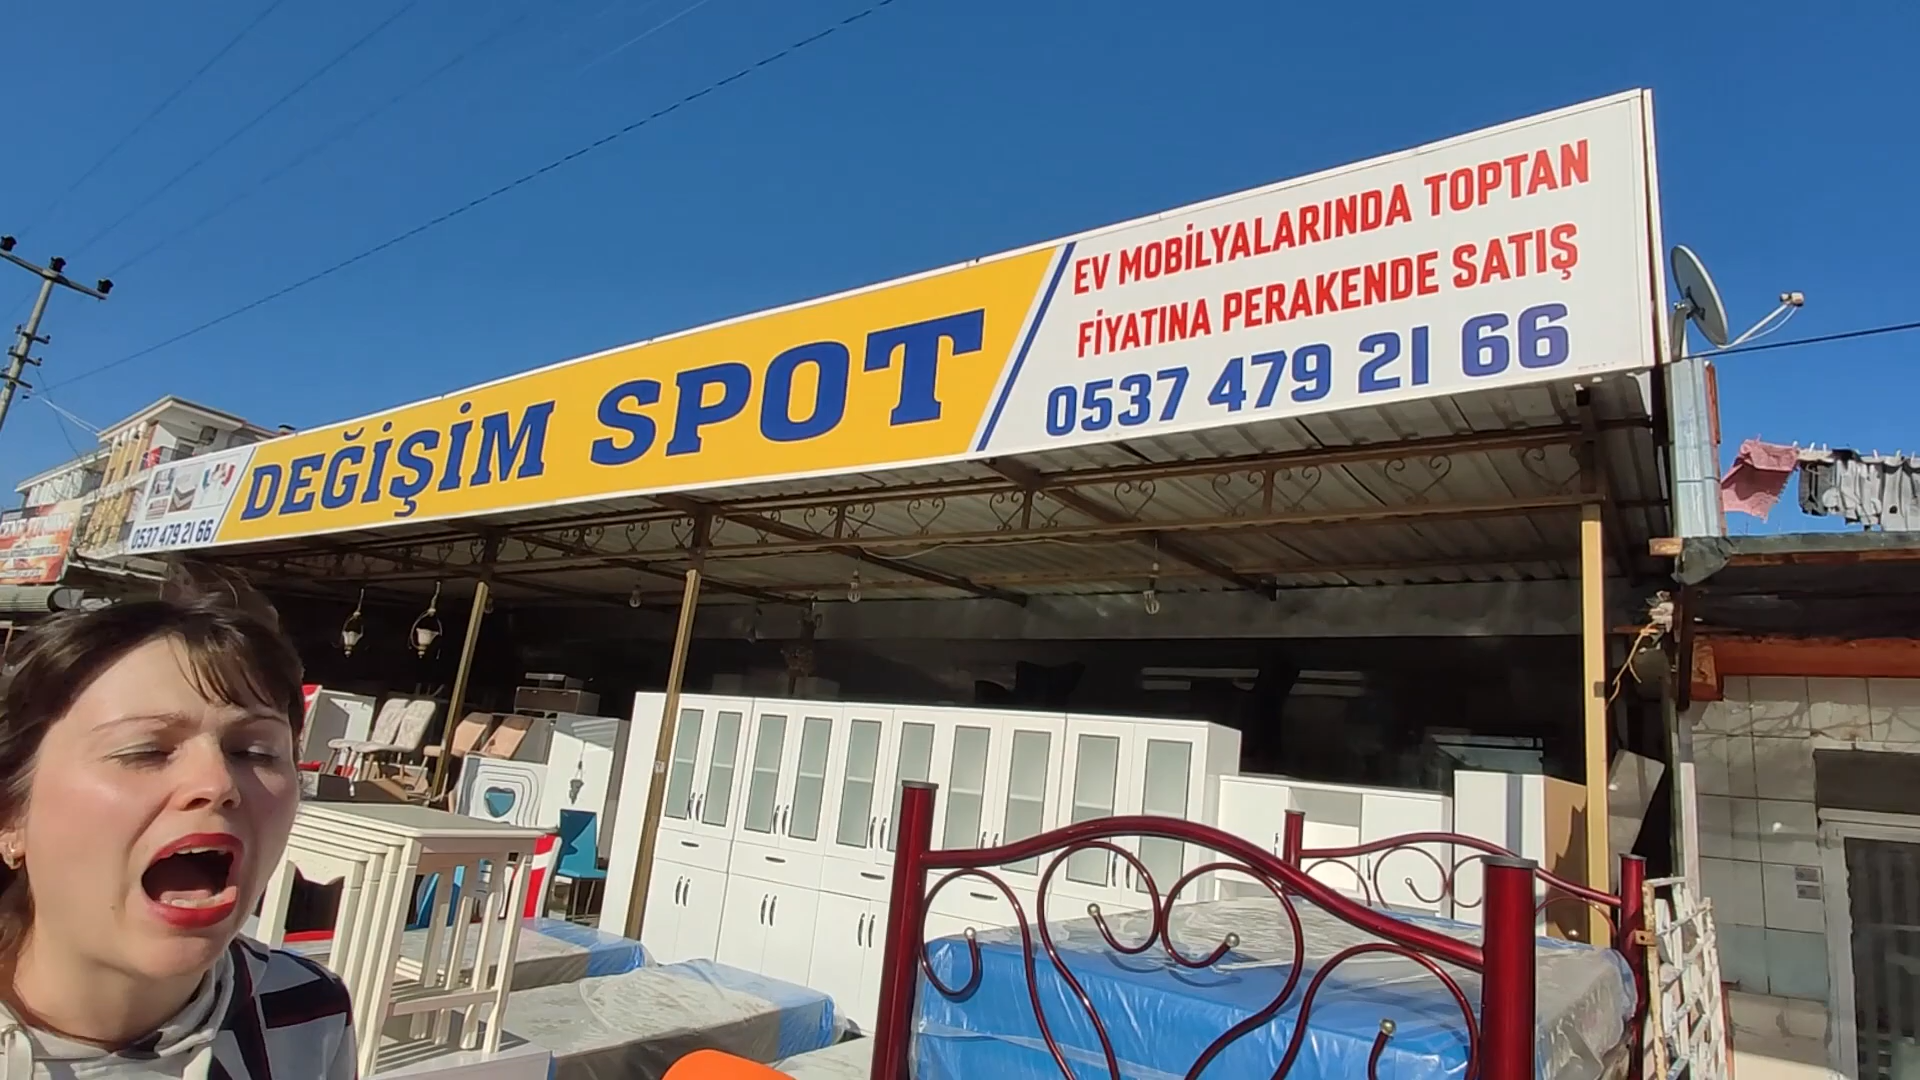 DEĞİŞİM SPOT
EV MOBİLYALARINDA TOPTAN
FİYATINA PERAKENDE SATIŞ
0537 479 21 66
0537 479 21 66